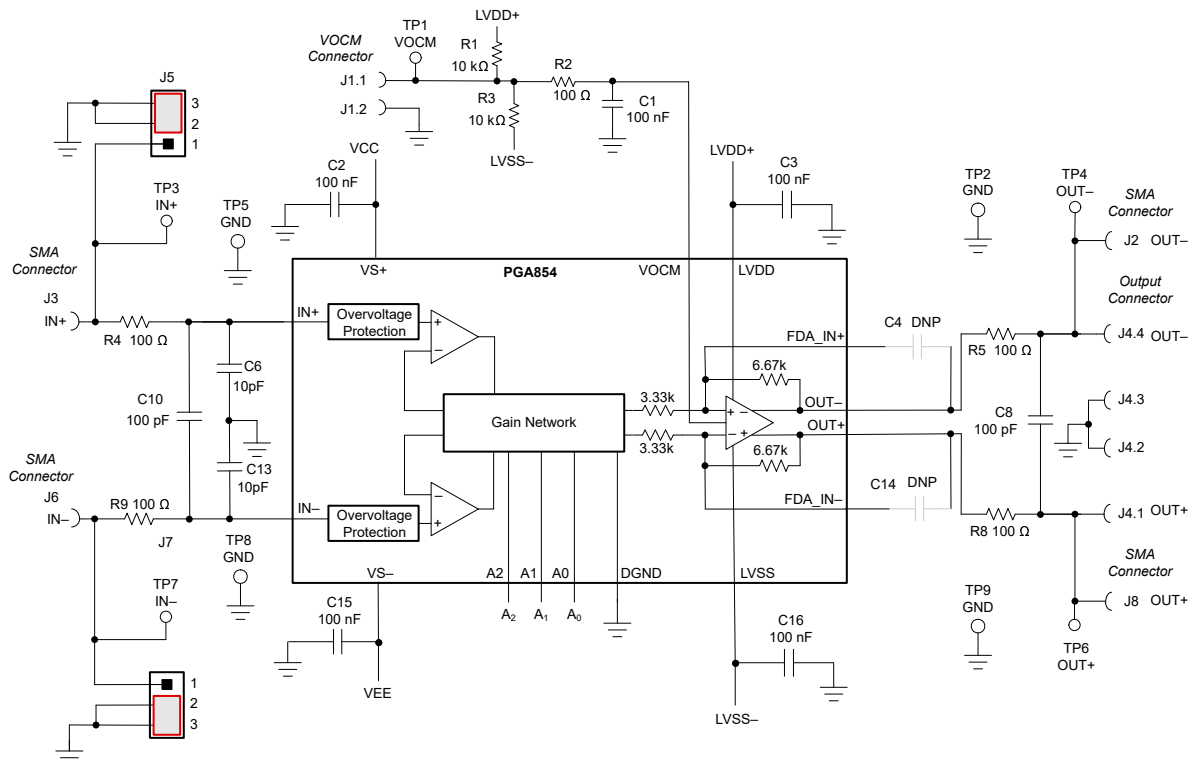 LVDD+
TP1
VOCM
VOCM
Connector
R1
10 kΩ
R2
100 Ω
J1.1
J1.2
R3
10 kΩ
C1
100 nF
LVSS–
J5
3
2
1
VCC
C2
100 nF
LVDD+
C3
100 nF
TP3
IN+
TP5
GND
TP2
GND
TP4
OUT–
SMA
Connector
J2 OUT–
SMA
Connector
J3
IN+
R4 100 Ω
VS+
PGA854
VOCM
LVDD
IN+
Overvoltage
Protection
+
–
C6
10pF
C10
100 pF
C13
10pF
Gain Network
3.33k
3.33k
6.67k
6.67k
+ –
– +
FDA_IN+
OUT–
OUT+
FDA_IN–
C4 DNP
C14 DNP
R5 100 Ω
R8 100 Ω
C8
100 pF
Output
Connector
J4.4 OUT–
J4.3
J4.2
J4.1 OUT+
SMA
Connector
J8 OUT+
TP6
OUT+
TP9
GND
SMA
Connector
J6
IN–
R9 100 Ω
J7
IN–
Overvoltage
Protection
–
+
TP8
GND
TP7
IN–
VS–
A2
A1
A0
DGND
LVSS
A₂
A₁
A₀
C15
100 nF
VEE
C16
100 nF
LVSS–
1
2
3